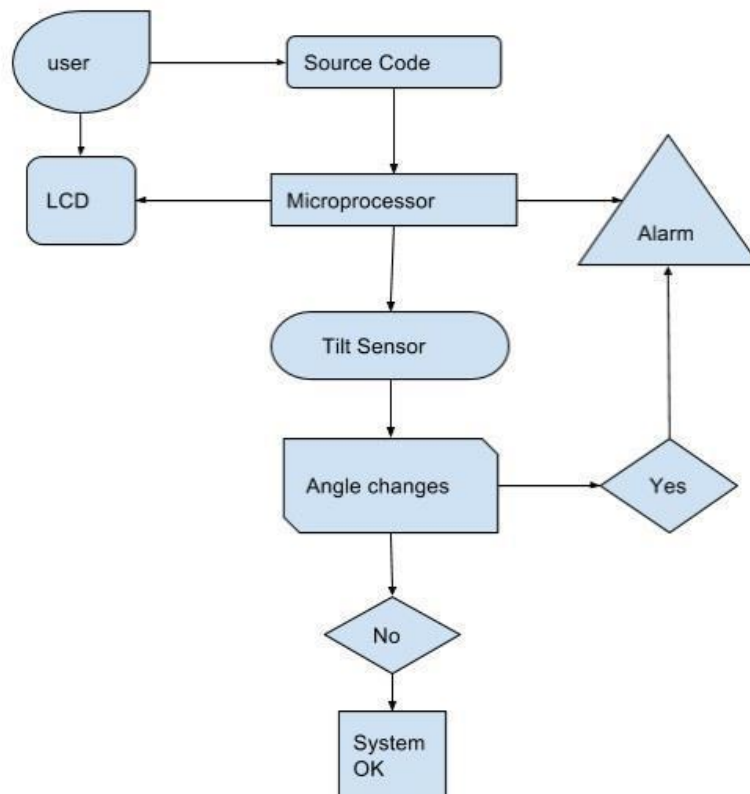 user
Source Code
LCD
Microprocessor
Alarm
Tilt Sensor
Angle changes
Yes
No
System
OK